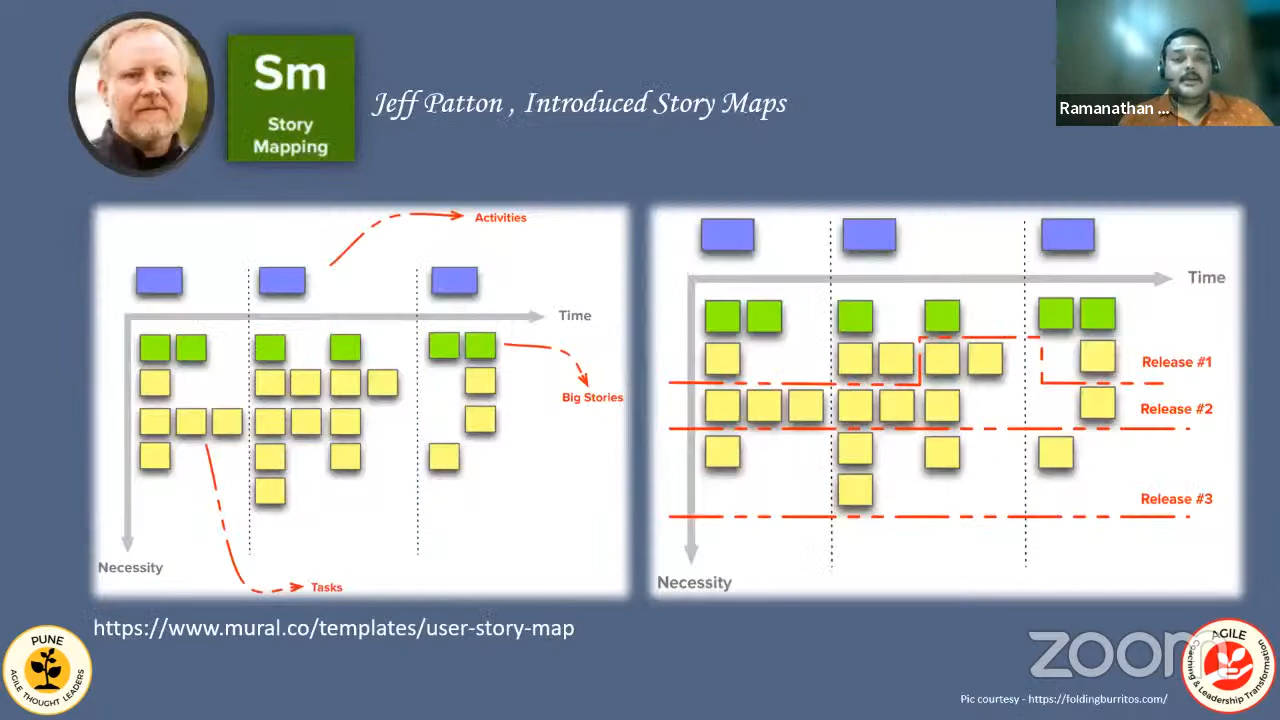 Sm
Story
Mapping
Jeff Patton , Introduced Story Maps
Ramanathan ...
Activities
Time
Big Stories
Necessity
Tasks
Time
Release #1
Release #2
Release #3
Necessity
https://www.mural.co/templates/user-story-map
PUNE
AGILE THOUGHT LEADERS
zoom
AGILE
Coaching & Leadership Transformation
Pic courtesy - https://foldingburritos.com/